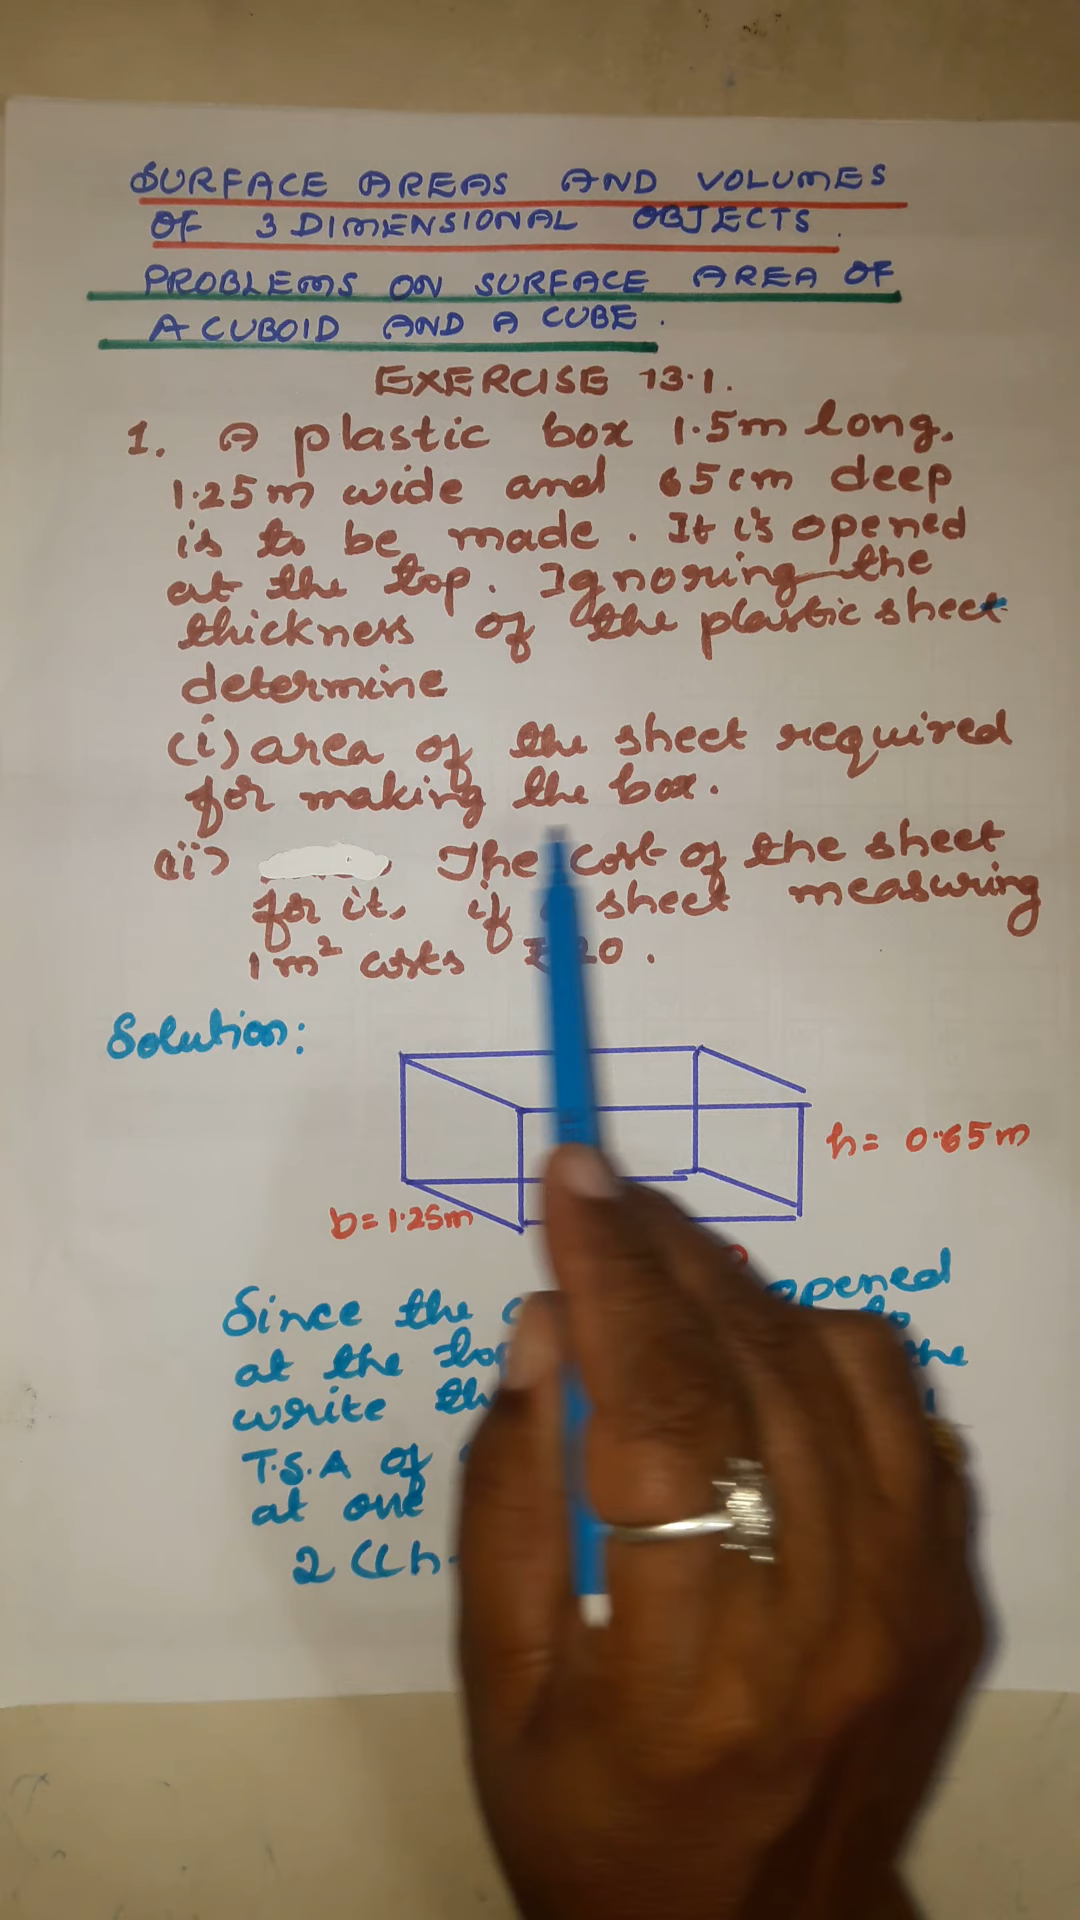 SURFACE AREAS AND VOLUMES
OF 3 DIMENSIONAL OBJECTS.
PROBLEMS ON SURFACE AREA OF
A CUBOID AND A CUBE.
EXERCISE 13.1.
1. A plastic box 1.5m long,
1.25m wide and 65cm deep
is to be made. It is opened
at the top. Ignoring the
thickness of the plastic sheet
determine
(i) area of the sheet required
for making the box.
(ii) The cost of the sheet
for it, if sheet measuring
1m² costs 20.
Solution:
h= 0.65m
b=1.25m
Since the opened
at the
write the
T.S.A of
at one
2 (lh